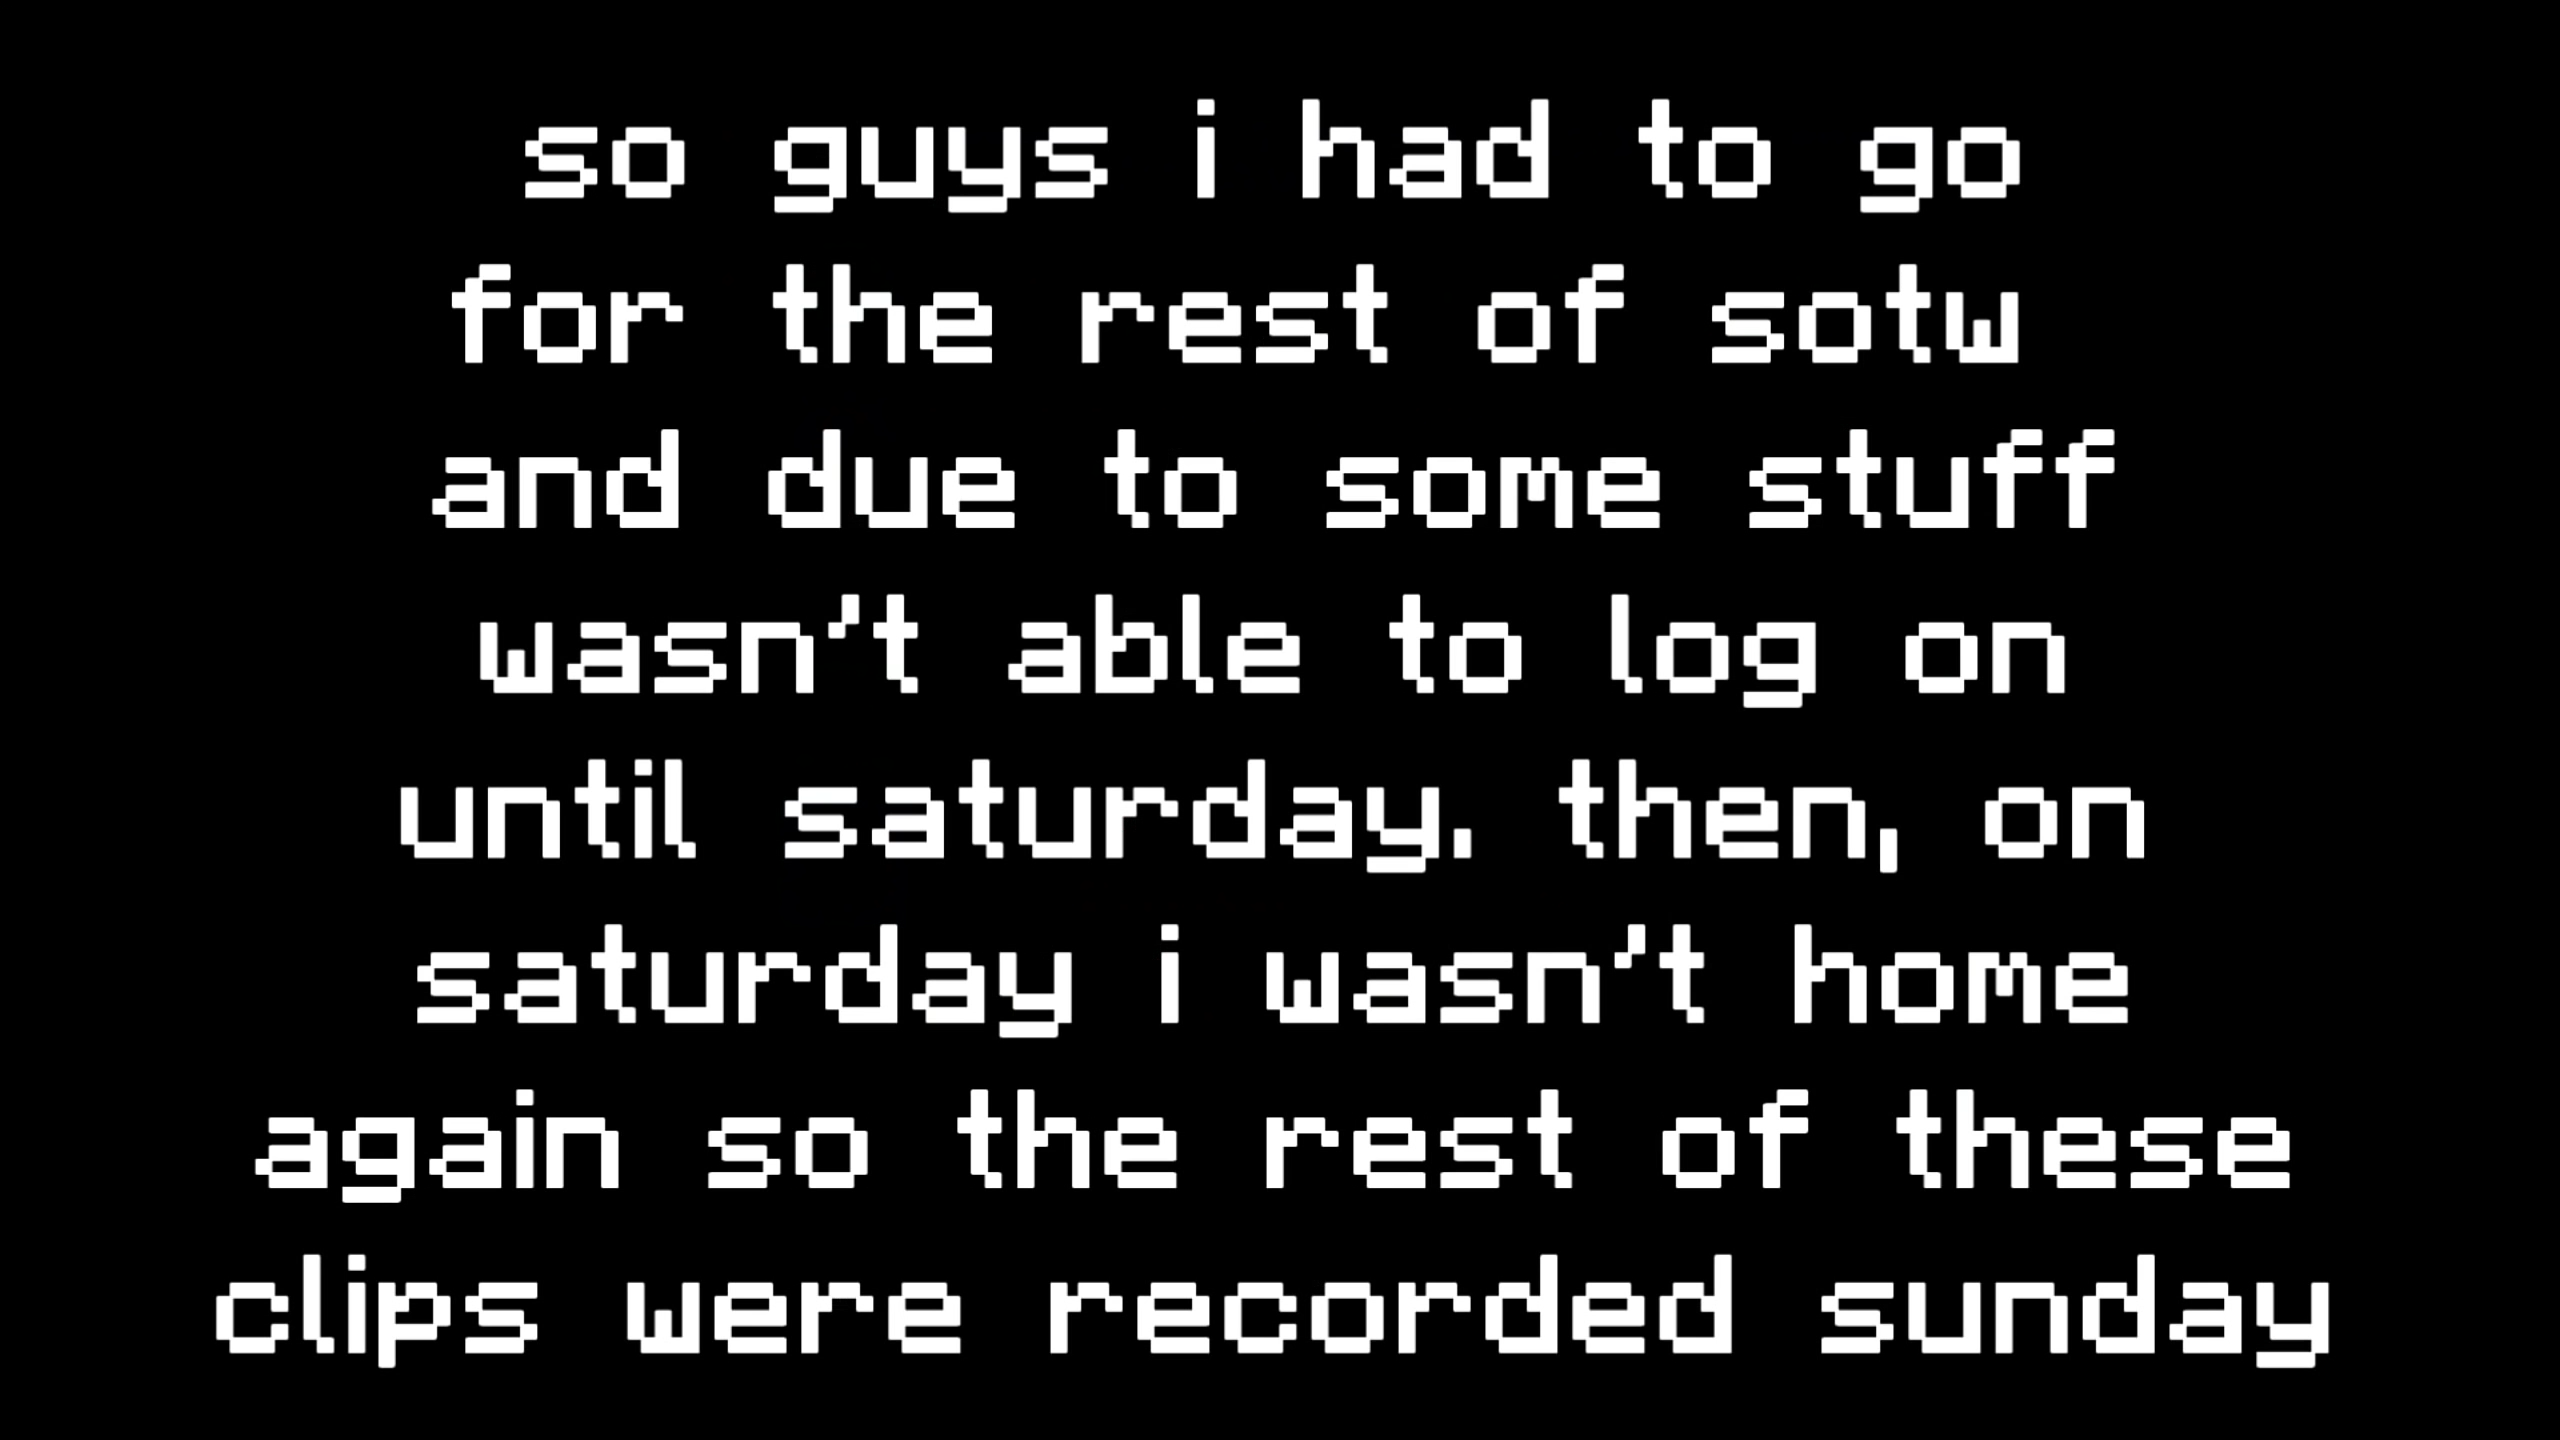 so guys i had to go
for the rest of sotw
and due to some stuff
wasn't able to log on
until saturday. then, on
saturday i wasn't home
again so the rest of these
clips were recorded sunday